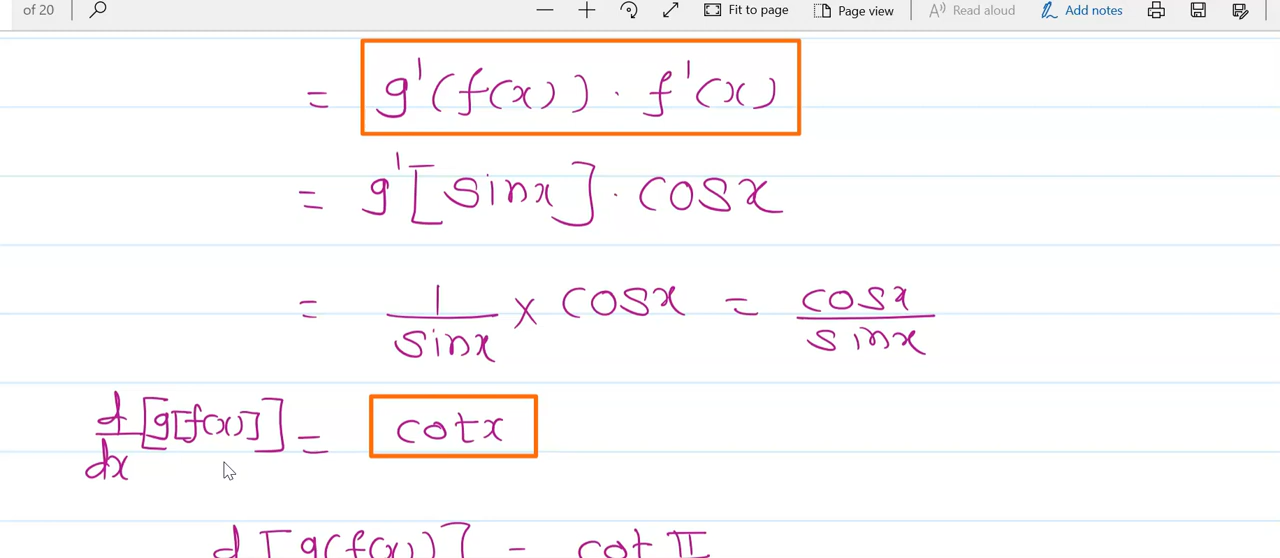 of 20 Fit to page Page view Read aloud Add notes
= g'(f(x)) · f'(x)
= g'[sinx] · cosx
= 1/sinx × cosx = cosx/sinx
d/dx [g[f(x)]] = cotx
d [g(f(x))] = cot π